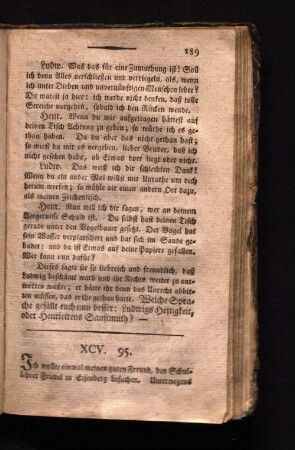 189
Ludw. Was das für eine Zumuthung ist! Soll
ich denn Alles verschließen und verriegeln, als, wenn
ich unter Dieben und unvernünftigen Menschen lebte?
Du warest ja hier: ich werde nicht denken, daß tolle
Streiche vorgehen, sobald ich den Rücken wende.
Henr. Wenn du mir aufgetragen hättest auf
deinen Tisch Achtung zu geben; so würde ich es ge-
than haben. Da du aber das nicht gethan hast; so
wirst du mir es vergeben, lieber Bruder, daß ich
nicht gesehen habe, ob Etwas dort liegt oder nicht.
Ludw. Das weiß ich dir schlechten Dank!
Wenn du ein ander Mal willst mit Unrathe um dich
herum werfen; so wähle dir einen andern Ort dazu,
als meinen Zeichentisch.
Henr. Nun will ich dir sagen, wer an deinem
Vergernisse Schuld ist. Du selbst hast deinen Tisch
gerade unter den Vogelbauer gesetzt. Der Vogel hat
sein Wasser verplätschert und hat sich im Sande ge-
badet: und da ist Etwas auf deine Papiere gefallen.
Wer kann nun dafür?
Dieses sagte sie so liebreich und freundlich, daß
Ludwig beschämt ward und ihr Nichts weiter zu ant-
worten wußte; er hätte ihr denn das Unrecht abbit-
ten müssen, das er ihr gethan hatte. Welche Spra-
che gefällt euch nun besser: Ludwigs Heftigkeit,
oder Henriettens Sanftmuth? —
XCV. 95.
Ich wollte einmal meinen guten Freund, den Schul-
lehrer Friedel in Eisenberg besuchen. Unterwegens